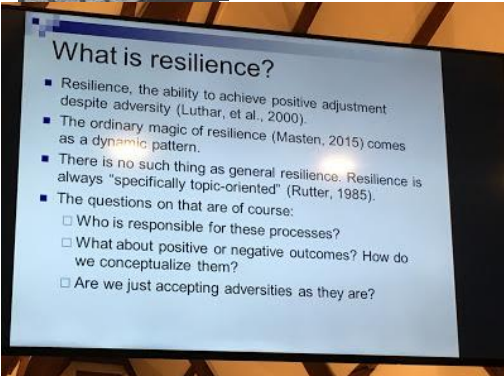 What is resilience?
Resilience, the ability to achieve positive adjustment
despite adversity (Luthar, et al., 2000).
The ordinary magic of resilience (Masten, 2015) comes
as a dynamic pattern.
There is no such thing as general resilience. Resilience is
always "specifically topic-oriented" (Rutter, 1985).
The questions on that are of course:
Who is responsible for these processes?
What about positive or negative outcomes? How do
we conceptualize them?
Are we just accepting adversities as they are?